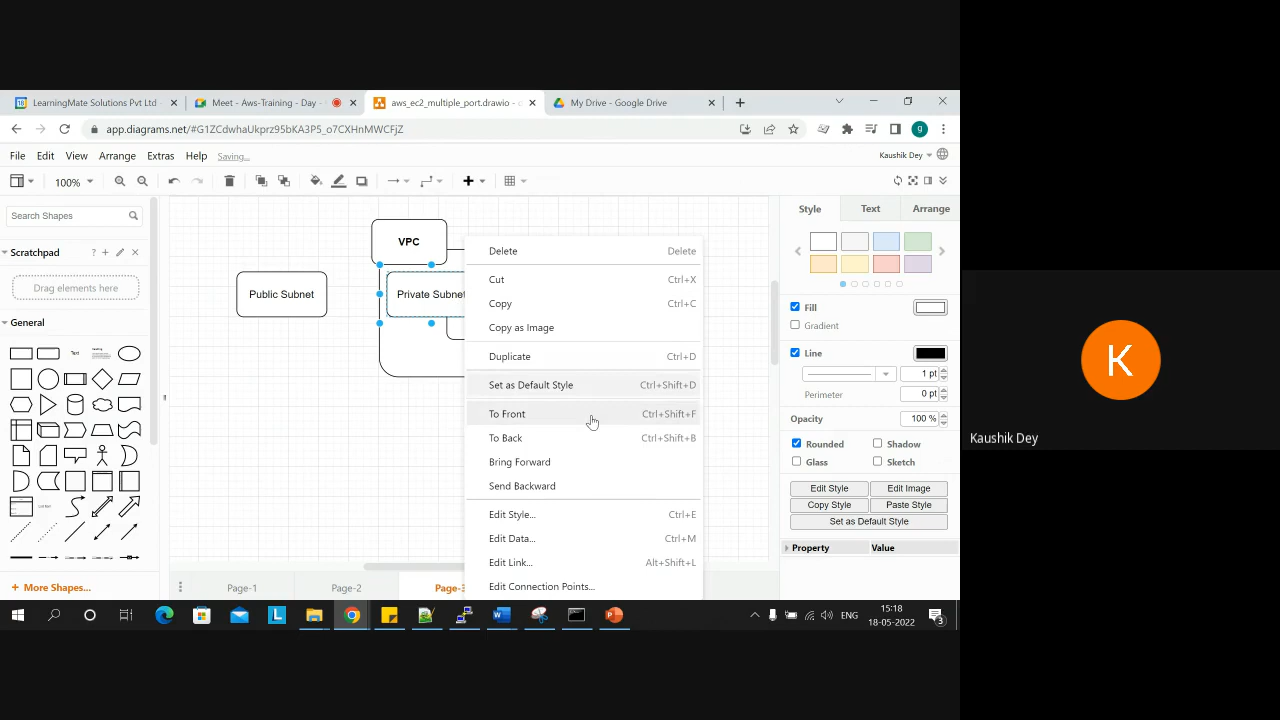 LearningMate Solutions Pvt Ltd -
Meet - Aws-Training - Day -
aws_ec2_multiple_port.drawio - d
My Drive - Google Drive
app.diagrams.net/#G1ZCdwhaUkprz95bKA3P5_o7CXHnMWCFjZ
g
File Edit View Arrange Extras Help Saving...
Kaushik Dey
100%
Search Shapes
Scratchpad
Drag elements here
General
Text
More Shapes...
VPC
Public Subnet
Private Subnet
Delete Delete
Cut Ctrl+X
Copy Ctrl+C
Copy as Image
Duplicate Ctrl+D
Set as Default Style Ctrl+Shift+D
To Front Ctrl+Shift+F
To Back Ctrl+Shift+B
Bring Forward
Send Backward
Edit Style... Ctrl+E
Edit Data... Ctrl+M
Edit Link... Alt+Shift+L
Edit Connection Points...
Style Text Arrange
Fill
Gradient
Line
1 pt
Perimeter 0 pt
Opacity 100 %
Rounded Shadow
Glass Sketch
Edit Style Edit Image
Copy Style Paste Style
Set as Default Style
Property Value
Page-1 Page-2 Page-3
ENG
15:18
18-05-2022
3
K
Kaushik Dey